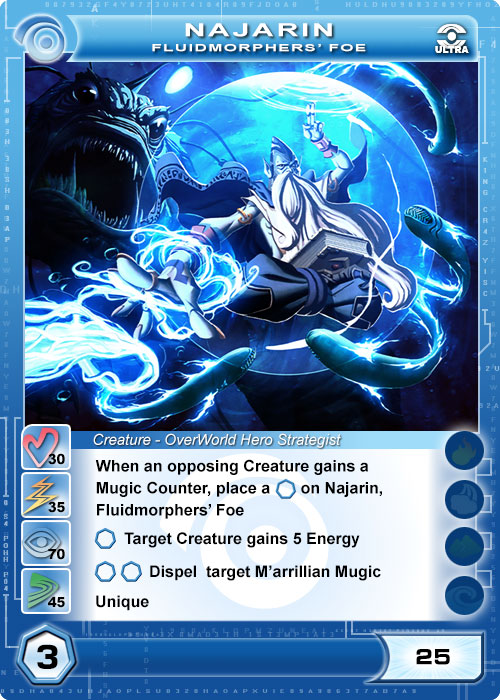 NAJARIN
FLUIDMORPHERS' FOE
ULTRA
Creature - OverWorld Hero Strategist
30
When an opposing Creature gains a
Mugic Counter, place a on Najarin,
Fluidmorphers' Foe
35
Target Creature gains 5 Energy
70
Dispel target M'arrillian Mugic
45
Unique
3
25